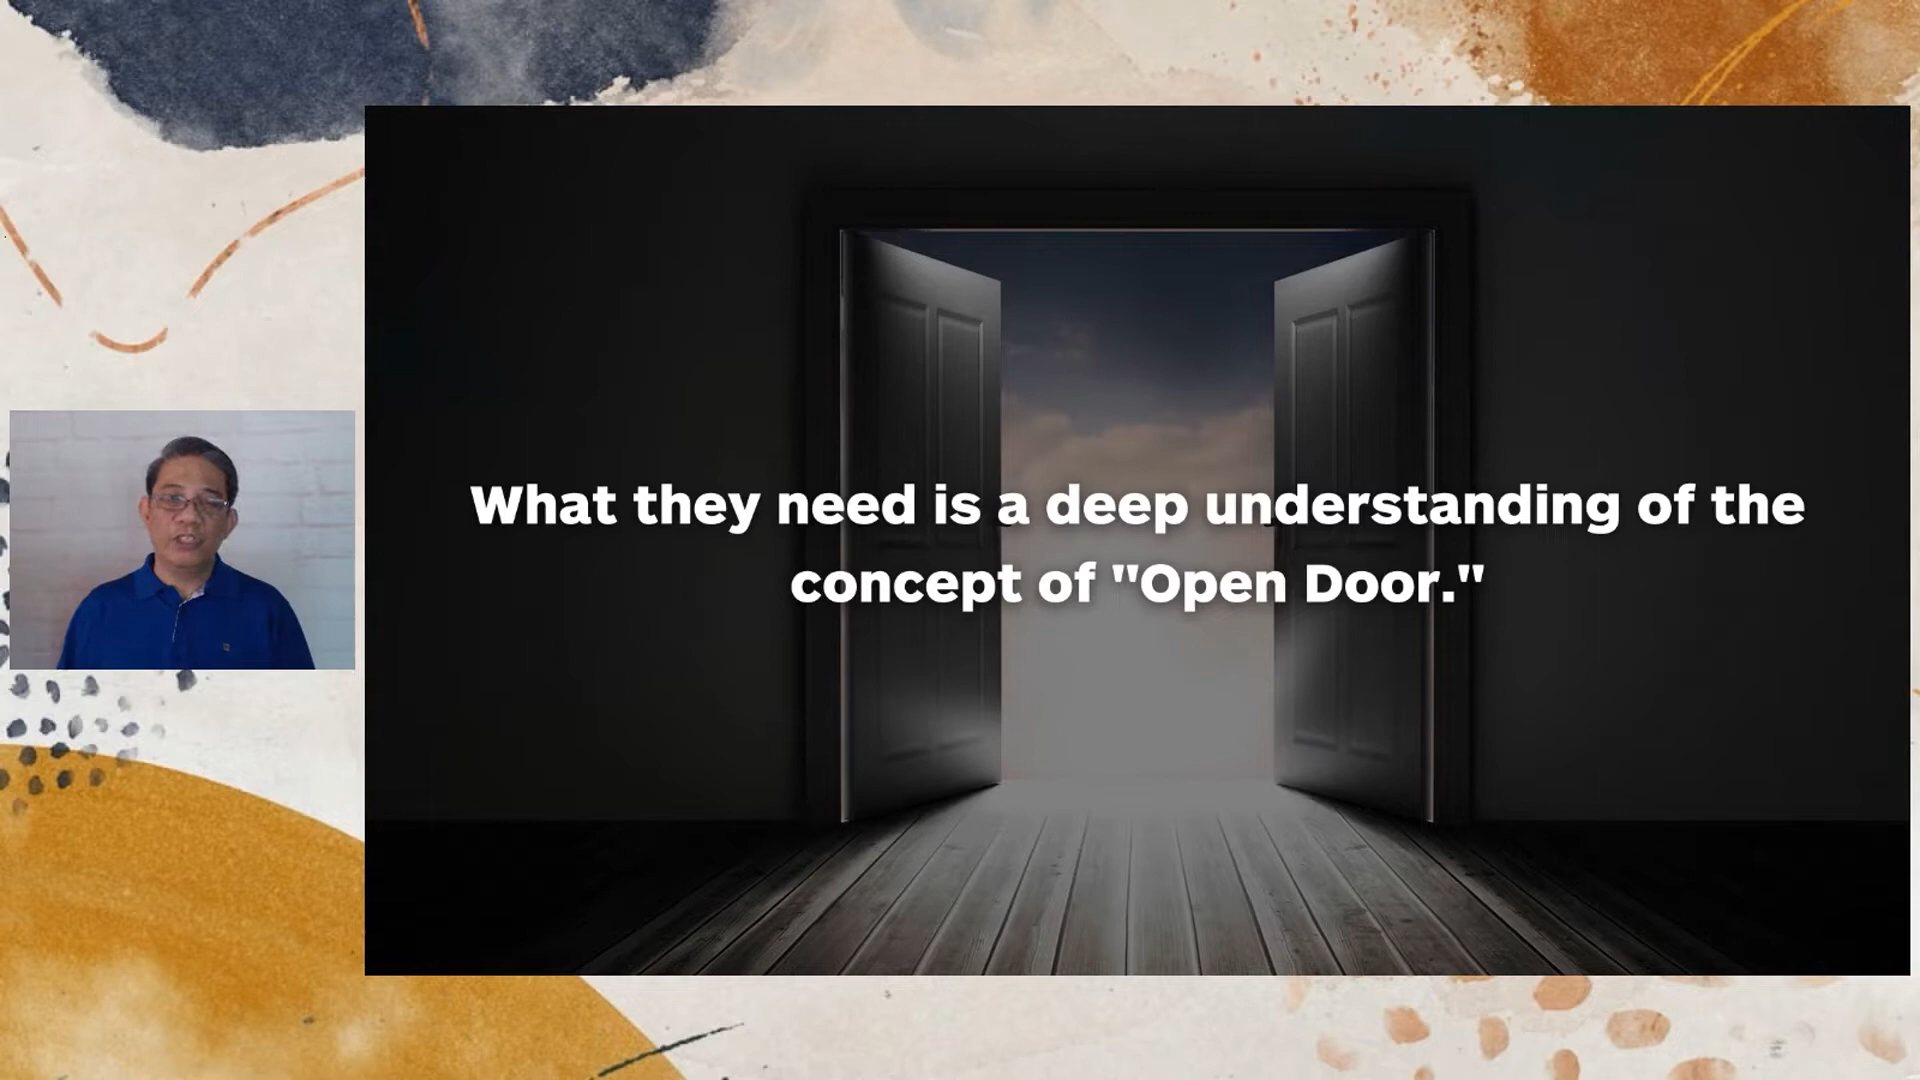 What they need is a deep understanding of the
concept of "Open Door."